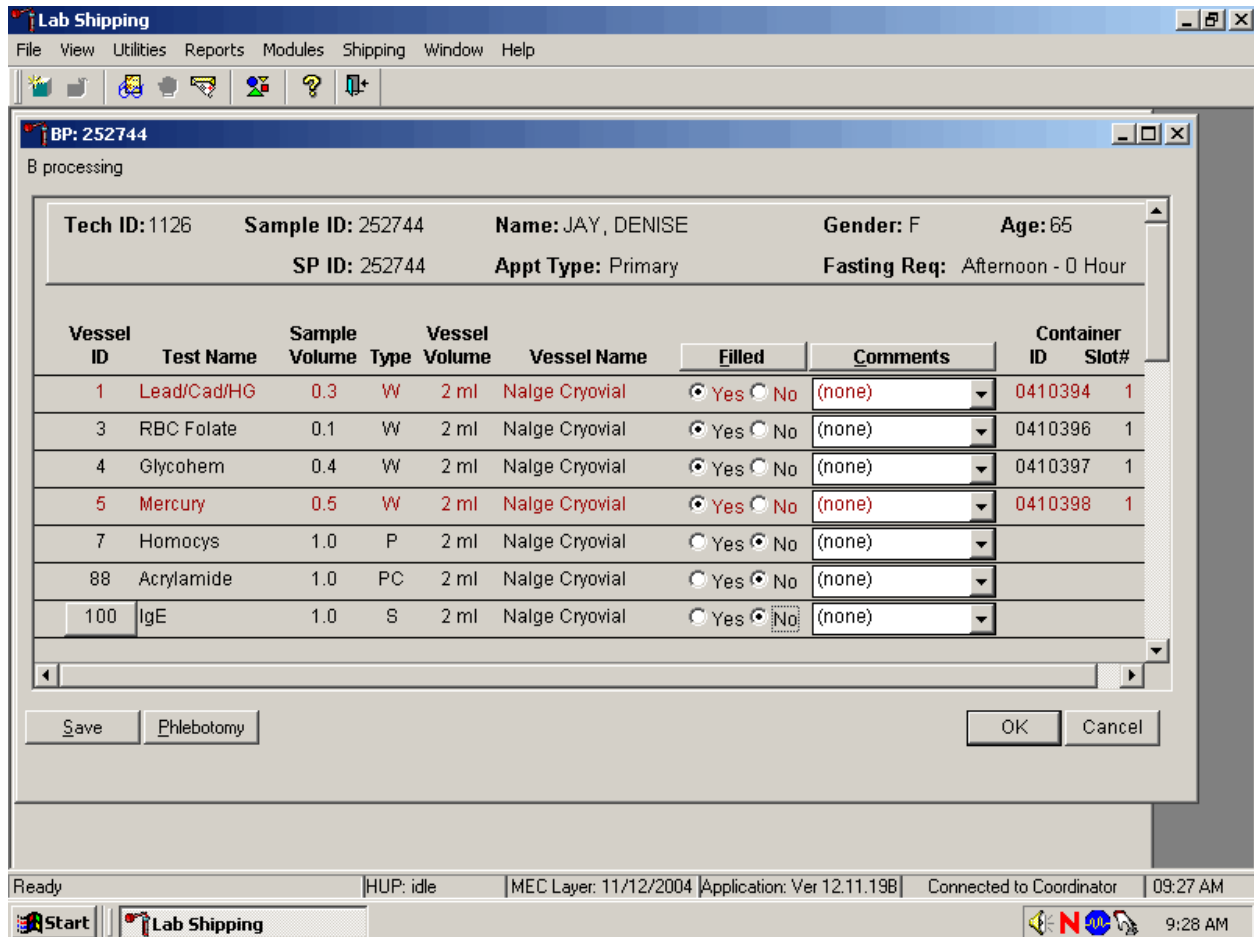 Lab Shipping
File View Utilities Reports Modules Shipping Window Help
BP: 252744
B processing
Tech ID: 1126 Sample ID: 252744 Name: JAY, DENISE Gender: F Age: 65
SP ID: 252744 Appt Type: Primary Fasting Req: Afternoon - 0 Hour
Vessel Sample Vessel Container
ID Test Name Volume Type Volume Vessel Name Filled Comments ID Slot#
1 Lead/Cad/HG 0.3 W 2 ml Nalge Cryovial Yes No (none) 0410394 1
3 RBC Folate 0.1 W 2 ml Nalge Cryovial Yes No (none) 0410396 1
4 Glycohem 0.4 W 2 ml Nalge Cryovial Yes No (none) 0410397 1
5 Mercury 0.5 W 2 ml Nalge Cryovial Yes No (none) 0410398 1
7 Homocys 1.0 P 2 ml Nalge Cryovial Yes No (none)
88 Acrylamide 1.0 PC 2 ml Nalge Cryovial Yes No (none)
100 IgE 1.0 S 2 ml Nalge Cryovial Yes No (none)
Save Phlebotomy OK Cancel
Ready HUP: idle MEC Layer: 11/12/2004 Application: Ver 12.11.19B Connected to Coordinator 09:27 AM
Start Lab Shipping N 9:28 AM